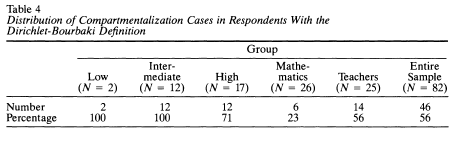 Table 4
Distribution of Compartmentalization Cases in Respondents With the
Dirichlet-Bourbaki Definition
Group
Inter- Mathe- Entire
Low mediate High matics Teachers Sample
(N = 2) (N = 12) (N = 17) (N = 26) (N = 25) (N = 82)
Number 2 12 12 6 14 46
Percentage 100 100 71 23 56 56